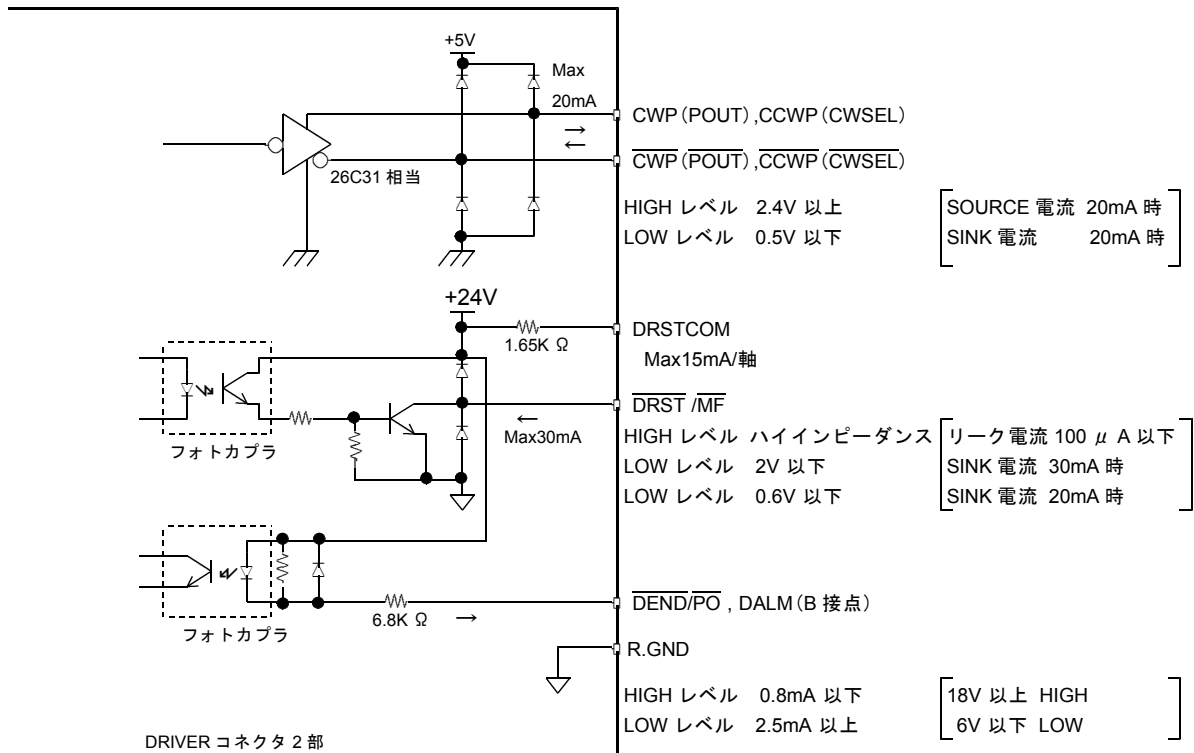 +5V
Max
20mA
CWP(POUT),CCWP(CWSEL)
→
←
CWP(POUT),CCWP(CWSEL)
26C31 相当
HIGH レベル 2.4V 以上 SOURCE 電流 20mA 時
LOW レベル 0.5V 以下 SINK 電流 20mA 時
+24V
DRSTCOM
1.65K Ω
Max15mA/軸
DRST /MF
←
Max30mA
フォトカプラ
HIGH レベル ハイインピーダンス リーク電流 100 μ A 以下
LOW レベル 2V 以下 SINK 電流 30mA 時
LOW レベル 0.6V 以下 SINK 電流 20mA 時
DEND/PO , DALM(B 接点)
6.8K Ω →
フォトカプラ
R.GND
HIGH レベル 0.8mA 以下 18V 以上 HIGH
LOW レベル 2.5mA 以上 6V 以下 LOW
DRIVER コネクタ 2 部